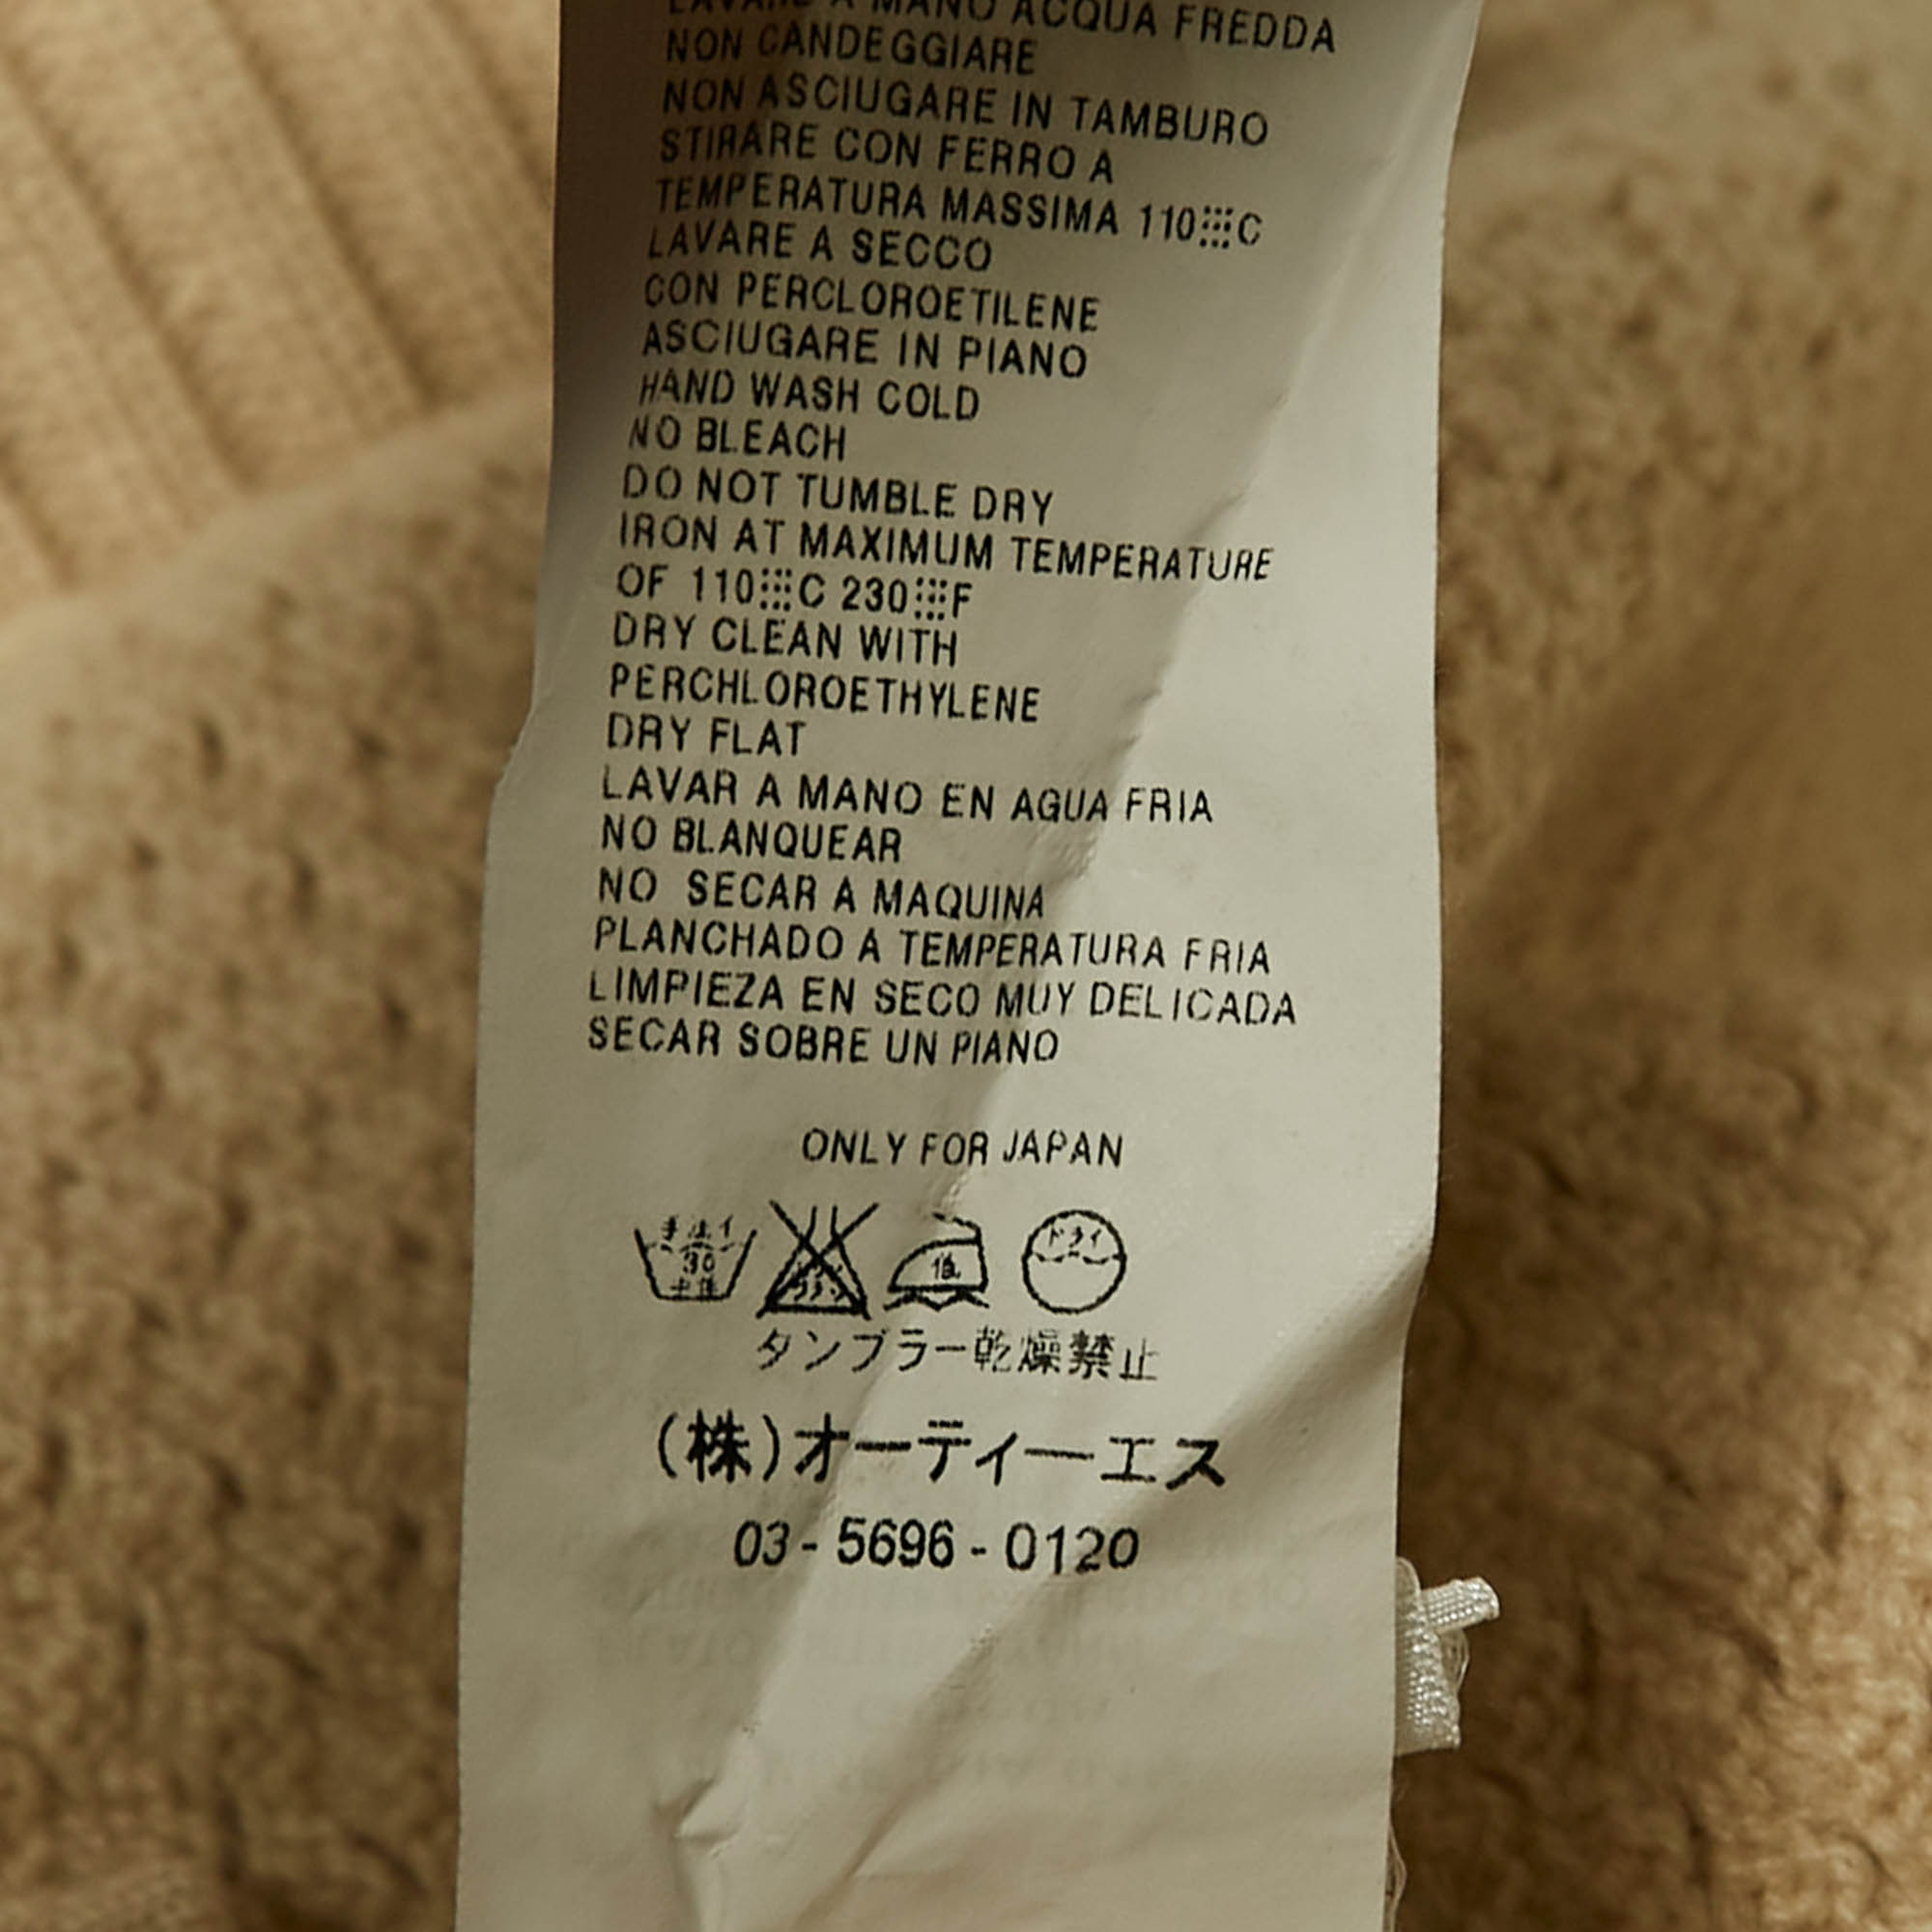 LAVARE A MANO ACQUA FREDDA
NON CANDEGGIARE
NON ASCIUGARE IN TAMBURO
STIRARE CON FERRO A
TEMPERATURA MASSIMA 110 C
LAVARE A SECCO
CON PERCLOROETILENE
ASCIUGARE IN PIANO
HAND WASH COLD
NO BLEACH
DO NOT TUMBLE DRY
IRON AT MAXIMUM TEMPERATURE
OF 110 C 230 F
DRY CLEAN WITH
PERCHLOROETHYLENE
DRY FLAT
LAVAR A MANO EN AGUA FRIA
NO BLANQUEAR
NO SECAR A MAQUINA
PLANCHADO A TEMPERATURA FRIA
LIMPIEZA EN SECO MUY DELICADA
SECAR SOBRE UN PIANO
ONLY FOR JAPAN
手洗イ 30 中性 低 ドライ
タンブラー乾燥禁止
(株)オーティーエス
03-5696-0120